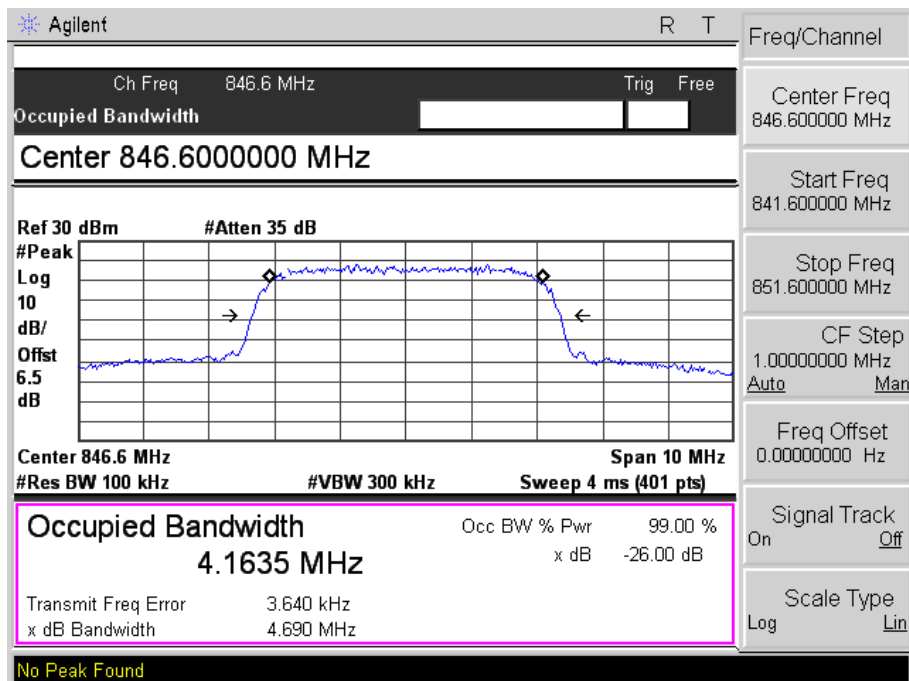 Agilent R T
Ch Freq 846.6 MHz Trig Free
Occupied Bandwidth
Center 846.6000000 MHz
Ref 30 dBm #Atten 35 dB
#Peak
Log
10
dB/
Offst
6.5
dB
Center 846.6 MHz Span 10 MHz
#Res BW 100 kHz #VBW 300 kHz Sweep 4 ms (401 pts)
Occupied Bandwidth Occ BW % Pwr 99.00 %
4.1635 MHz x dB -26.00 dB
Transmit Freq Error 3.640 kHz
x dB Bandwidth 4.690 MHz
No Peak Found
Freq/Channel
Center Freq
846.600000 MHz
Start Freq
841.600000 MHz
Stop Freq
851.600000 MHz
CF Step
1.00000000 MHz
Auto Man
Freq Offset
0.00000000 Hz
Signal Track
On Off
Scale Type
Log Lin